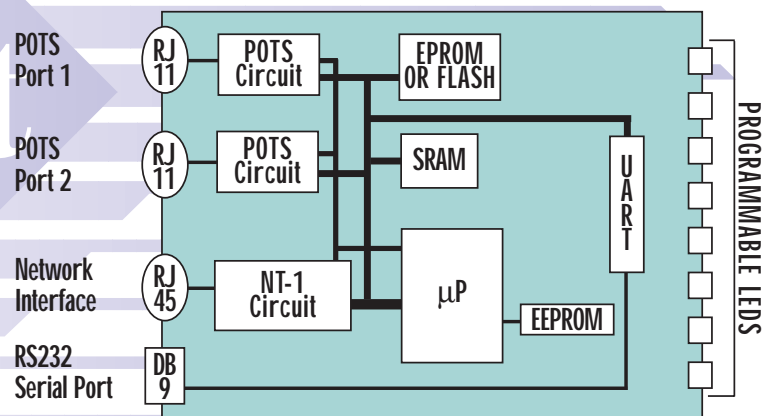 POTS
Port 1
RJ
11
POTS
Circuit
EPROM
OR FLASH
POTS
Port 2
RJ
11
POTS
Circuit
SRAM
UART
PROGRAMMABLE LEDS
Network
Interface
RJ
45
NT-1
Circuit
μP
EEPROM
RS232
Serial Port
DB
9